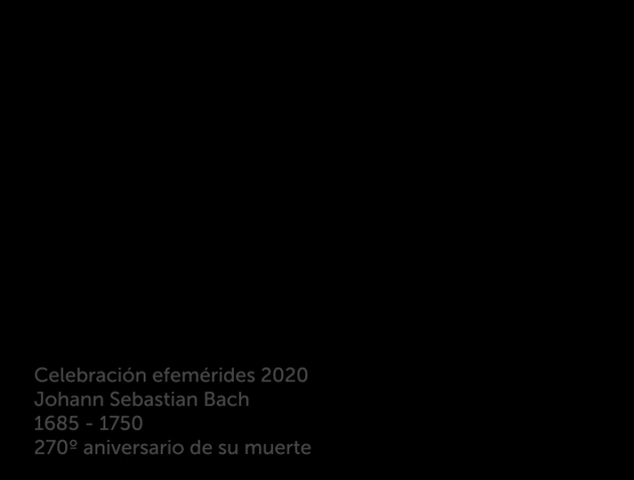 Celebración efemérides 2020
Johann Sebastian Bach
1685 - 1750
270º aniversario de su muerte